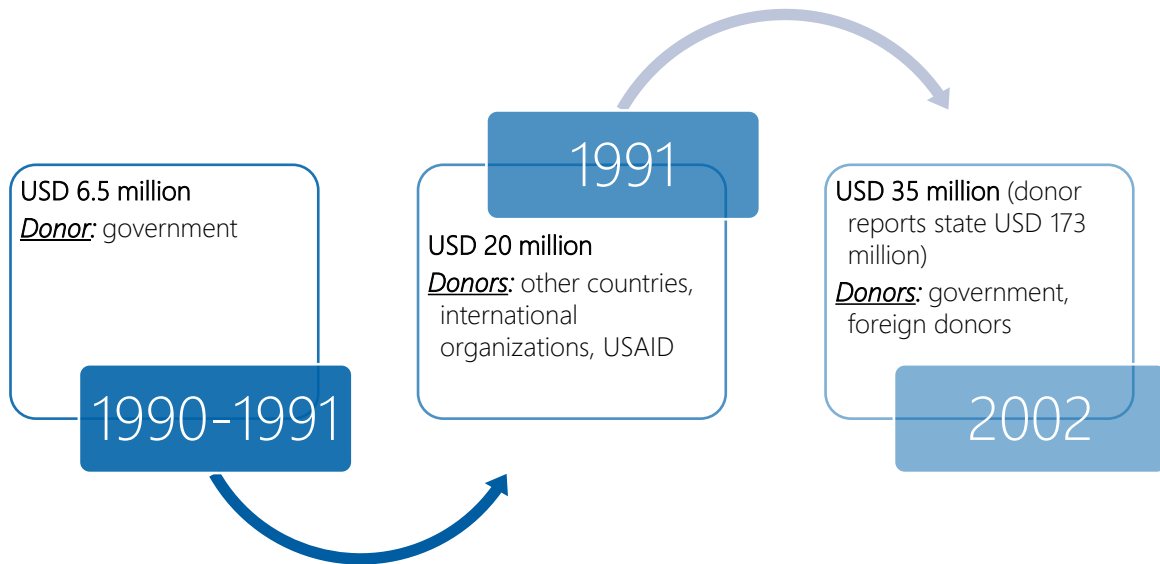 USD 6.5 million
Donor: government
1990-1991
1991
USD 20 million
Donors: other countries,
international
organizations, USAID
USD 35 million (donor
reports state USD 173
million)
Donors: government,
foreign donors
2002